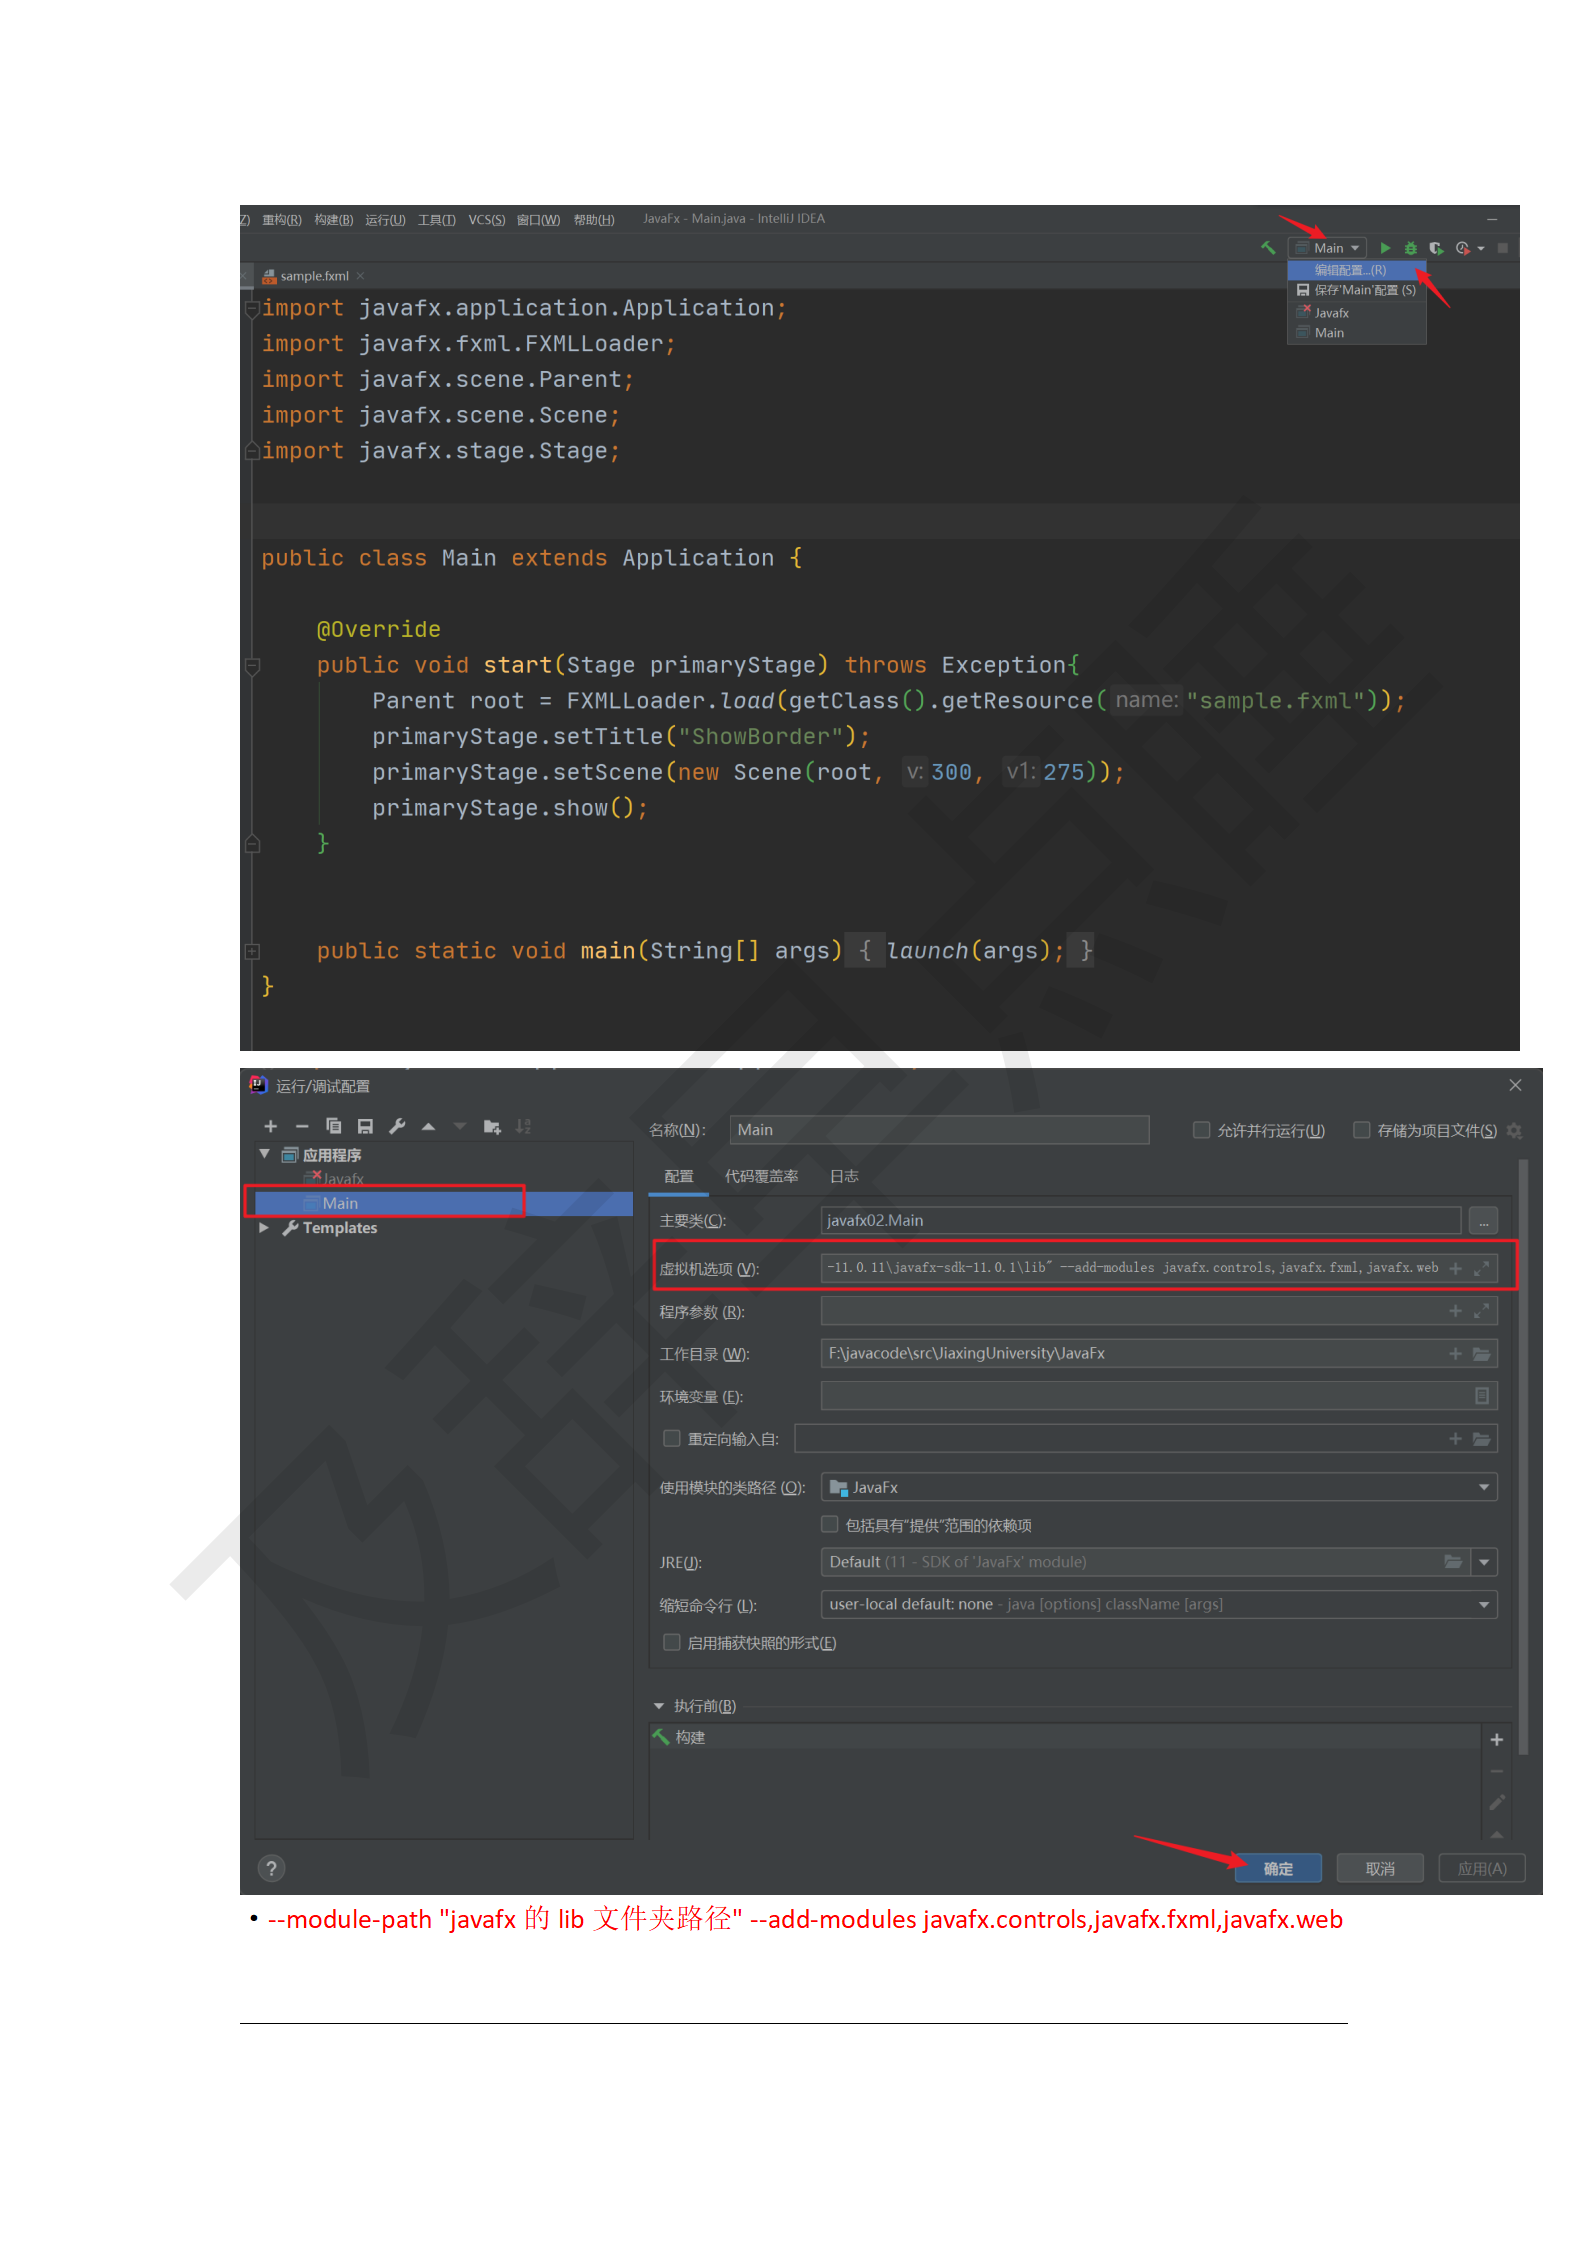 Z) 重构(R) 构建(B) 运行(U) 工具(T) VCS(S) 窗口(W) 帮助(H) JavaFx - Main.java - IntelliJ IDEA
Main
sample.fxml
编辑配置...(R)
保存'Main'配置 (S)
Javafx
Main
import javafx.application.Application;
import javafx.fxml.FXMLLoader;
import javafx.scene.Parent;
import javafx.scene.Scene;
import javafx.stage.Stage;
public class Main extends Application {
@Override
public void start(Stage primaryStage) throws Exception{
Parent root = FXMLLoader.load(getClass().getResource( name: "sample.fxml"));
primaryStage.setTitle("ShowBorder");
primaryStage.setScene(new Scene(root, v: 300, v1: 275));
primaryStage.show();
}
public static void main(String[] args) { launch(args); }
}
运行/调试配置
名称(N): Main 允许并行运行(U) 存储为项目文件(S)
应用程序
Javafx
Main
Templates
配置 代码覆盖率 日志
主要类(C): javafx02.Main ...
虚拟机选项 (V): -11.0.11\javafx-sdk-11.0.1\lib" --add-modules javafx.controls,javafx.fxml,javafx.web
程序参数 (R):
工作目录 (W): F:\javacode\src\JiaxingUniversity\JavaFx
环境变量 (E):
重定向输入自:
使用模块的类路径 (O): JavaFx
包括具有"提供"范围的依赖项
JRE(J): Default (11 - SDK of 'JavaFx' module)
缩短命令行 (L): user-local default: none - java [options] className [args]
启用捕获快照的形式(E)
执行前(B)
构建
? 确定 取消 应用(A)
• --module-path "javafx 的 lib 文件夹路径" --add-modules javafx.controls,javafx.fxml,javafx.web